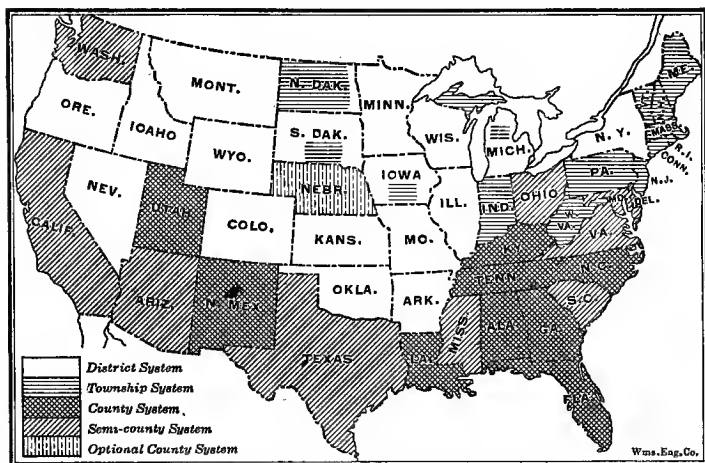 WASH.
ORE.
IOAHO
MONT.
N. DAK.
MINN.
WYO.
S. DAK.
WIS.
MICH.
N. Y.
ME.
MASS.
R.I.
CONN.
N.J.
PA.
DEL.
MD.
NEV.
CALIF.
UTAH
COLO.
NEBR.
IOWA
ILL.
IND.
OHIO
W.
VA.
VA.
KANS.
MO.
KY.
ARIZ.
N. MEX.
OKLA.
ARK.
TENN.
N.C.
S.C.
TEXAS
LA.
MISS.
ALA.
GA.
FLA.
District System
Township System
County System
Semi-county System
Optional County System
Wms. Eng. Co.